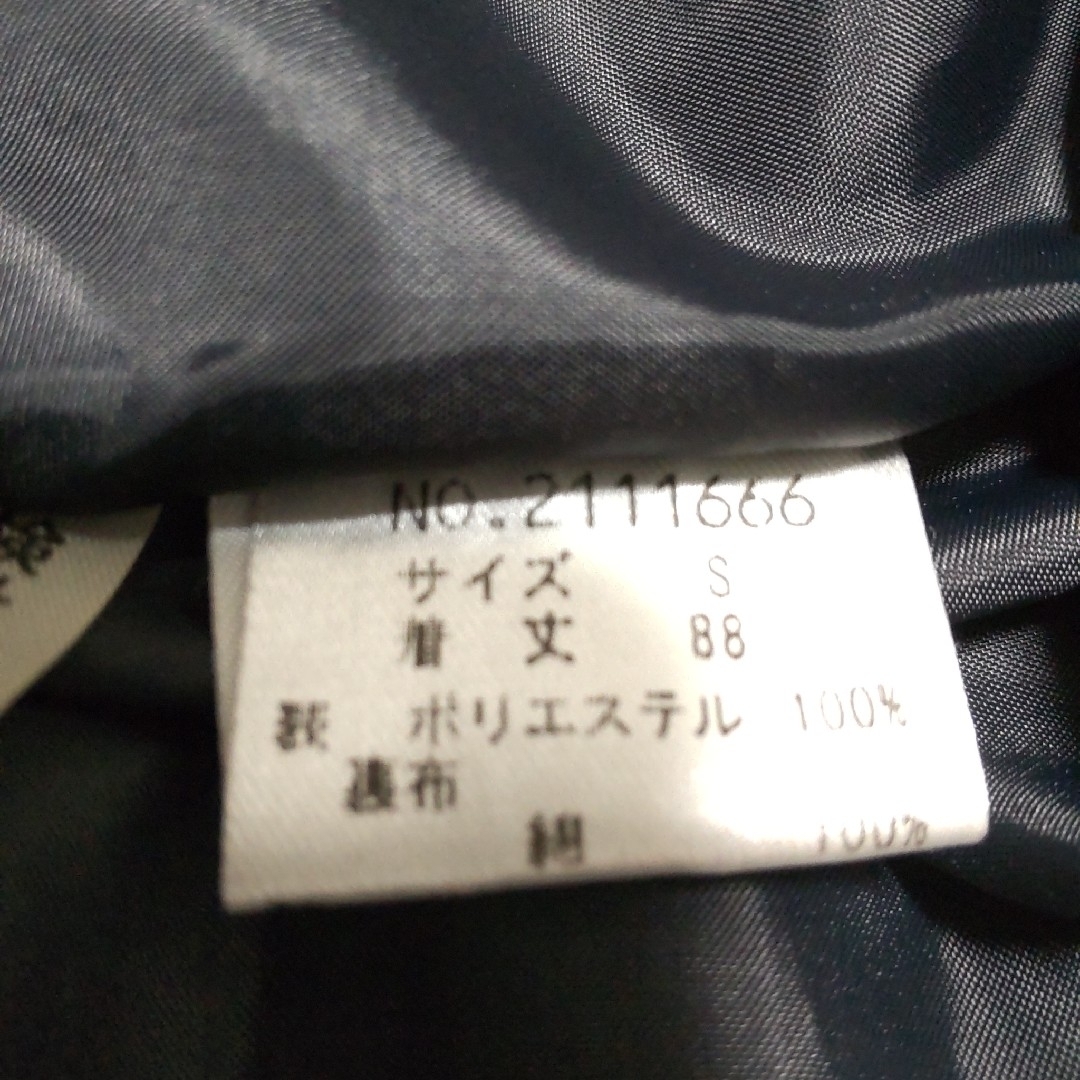 NO.2111666
サイズ S
着丈 88
表 ポリエステル 100%
裏布
綿 100%